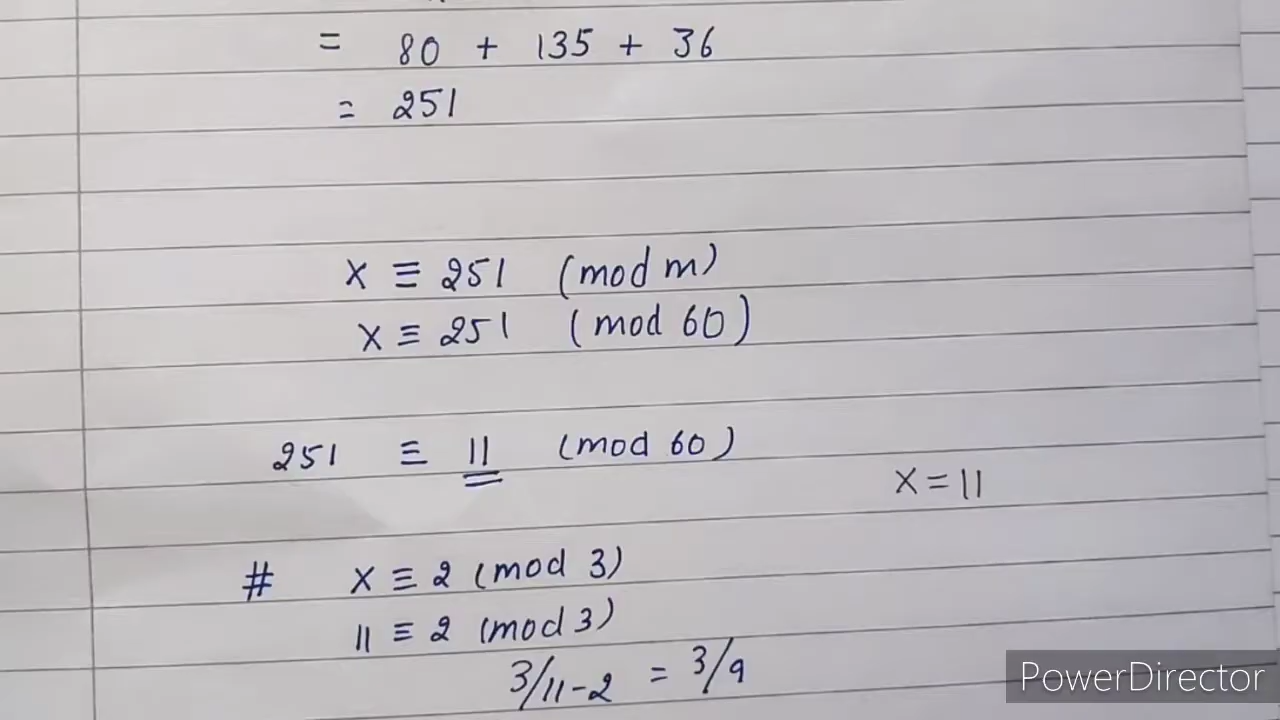 = 80 + 135 + 36
= 251
x ≡ 251 (mod m)
x ≡ 251 (mod 60)
251 ≡ 11 (mod 60)
x = 11
# x ≡ 2 (mod 3)
11 ≡ 2 (mod 3)
3/11-2 = 3/9
PowerDirector